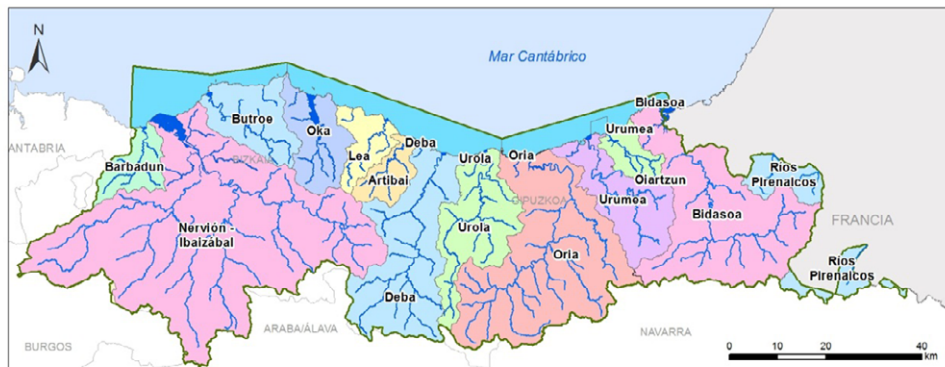 N
Mar Cantábrico
Bidasoa
Butroe
Oka
Urumea
Deba
ANTABRIA
BIZKAIA
Lea
Urola
Oria
Barbadun
Oiartzun
Ríos
Pirenaicos
Artibai
GIPUZKOA
Urumea
Bidasoa
Nervión -
Ibaizábal
Urola
FRANCIA
Oria
Ríos
Pirenaicos
Deba
ARABA/ÁLAVA
NAVARRA
BURGOS
0 10 20 40
km